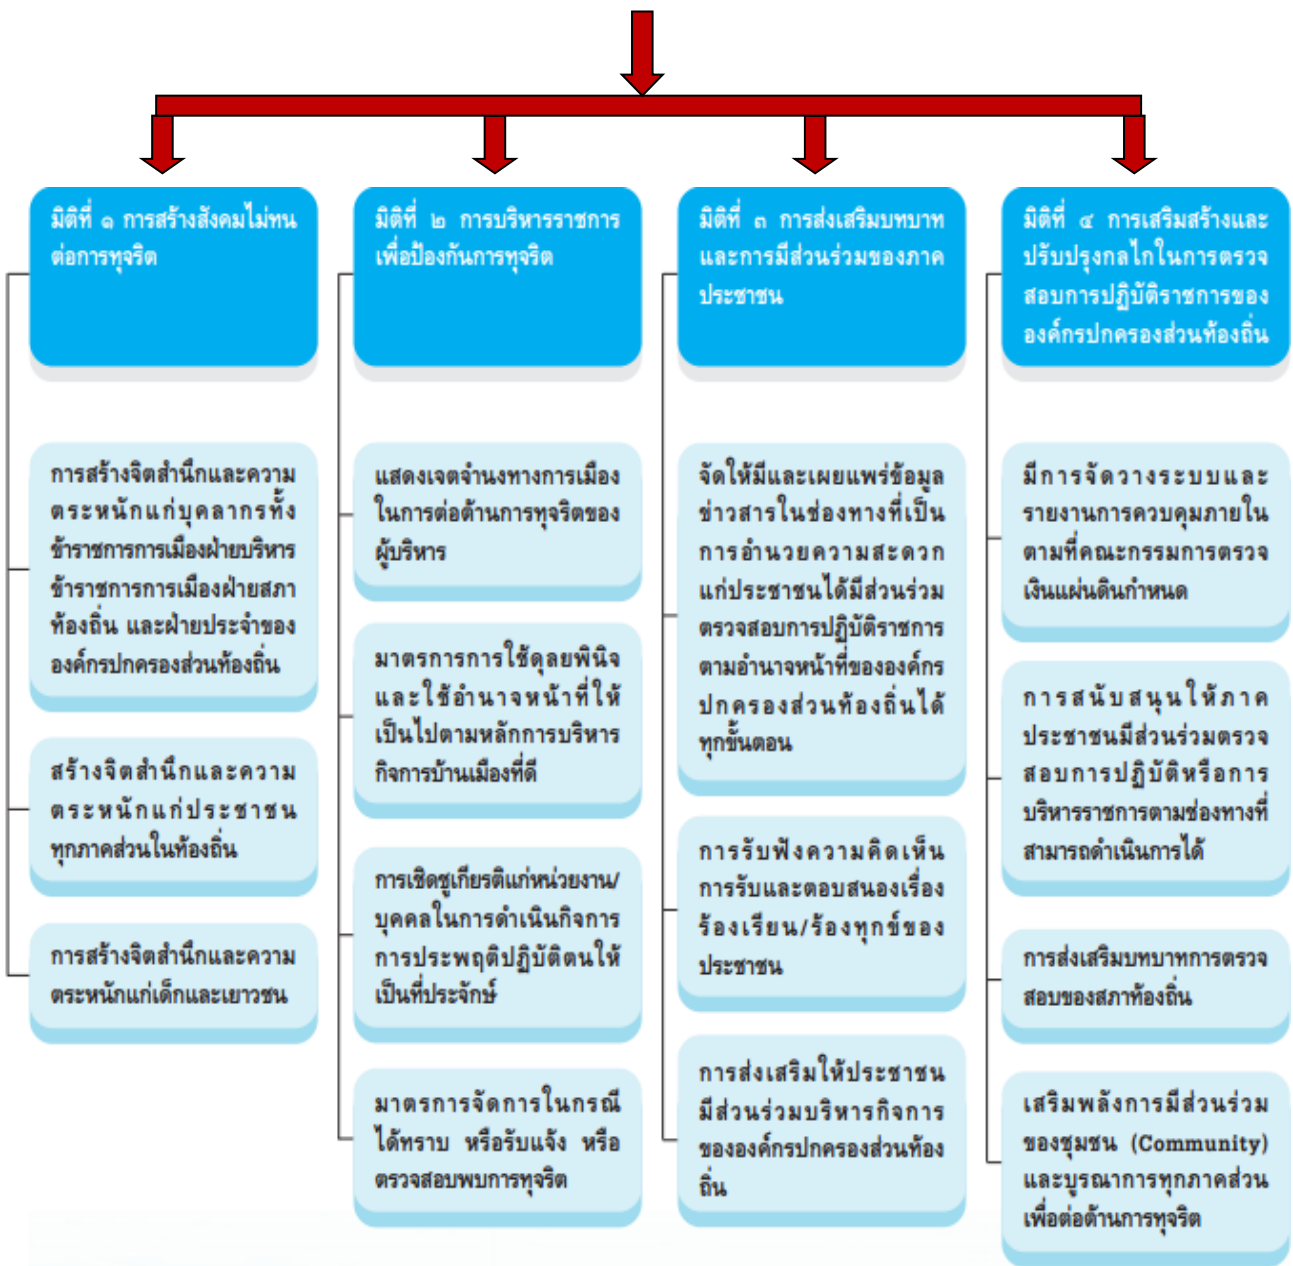 มิติที่ ๑ การสร้างสังคมไม่ทน
ต่อการทุจริต
การสร้างจิตสำนึกและความ
ตระหนักแก่บุคลากรทั้ง
ข้าราชการการเมืองฝ่ายบริหาร
ข้าราชการการเมืองฝ่ายสภา
ท้องถิ่น และฝ่ายประจำของ
องค์กรปกครองส่วนท้องถิ่น
สร้างจิตสำนึกและความ
ตระหนักแก่ประชาชน
ทุกภาคส่วนในท้องถิ่น
การสร้างจิตสำนึกและความ
ตระหนักแก่เด็กและเยาวชน
มิติที่ ๒ การบริหารราชการ
เพื่อป้องกันการทุจริต
แสดงเจตจำนงทางการเมือง
ในการต่อต้านการทุจริตของ
ผู้บริหาร
มาตรการการใช้ดุลยพินิจ
และใช้อำนาจหน้าที่ให้
เป็นไปตามหลักการบริหาร
กิจการบ้านเมืองที่ดี
การเชิดชูเกียรติแก่หน่วยงาน/
บุคคลในการดำเนินกิจการ
การประพฤติปฏิบัติตนให้
เป็นที่ประจักษ์
มาตรการจัดการในกรณี
ได้ทราบ หรือรับแจ้ง หรือ
ตรวจสอบพบการทุจริต
มิติที่ ๓ การส่งเสริมบทบาท
และการมีส่วนร่วมของภาค
ประชาชน
จัดให้มีและเผยแพร่ข้อมูล
ข่าวสารในช่องทางที่เป็น
การอำนวยความสะดวก
แก่ประชาชนได้มีส่วนร่วม
ตรวจสอบการปฏิบัติราชการ
ตามอำนาจหน้าที่ขององค์กร
ปกครองส่วนท้องถิ่นได้
ทุกขั้นตอน
การรับฟังความคิดเห็น
การรับและตอบสนองเรื่อง
ร้องเรียน/ร้องทุกข์ของ
ประชาชน
การส่งเสริมให้ประชาชน
มีส่วนร่วมบริหารกิจการ
ขององค์กรปกครองส่วนท้อง
ถิ่น
มิติที่ ๔ การเสริมสร้างและ
ปรับปรุงกลไกในการตรวจ
สอบการปฏิบัติราชการของ
องค์กรปกครองส่วนท้องถิ่น
มีการจัดวางระบบและ
รายงานการควบคุมภายใน
ตามที่คณะกรรมการตรวจ
เงินแผ่นดินกำหนด
การสนับสนุนให้ภาค
ประชาชนมีส่วนร่วมตรวจ
สอบการปฏิบัติหรือการ
บริหารราชการตามช่องทางที่
สามารถดำเนินการได้
การส่งเสริมบทบาทการตรวจ
สอบของสภาท้องถิ่น
เสริมพลังการมีส่วนร่วม
ของชุมชน (Community)
และบูรณาการทุกภาคส่วน
เพื่อต่อต้านการทุจริต